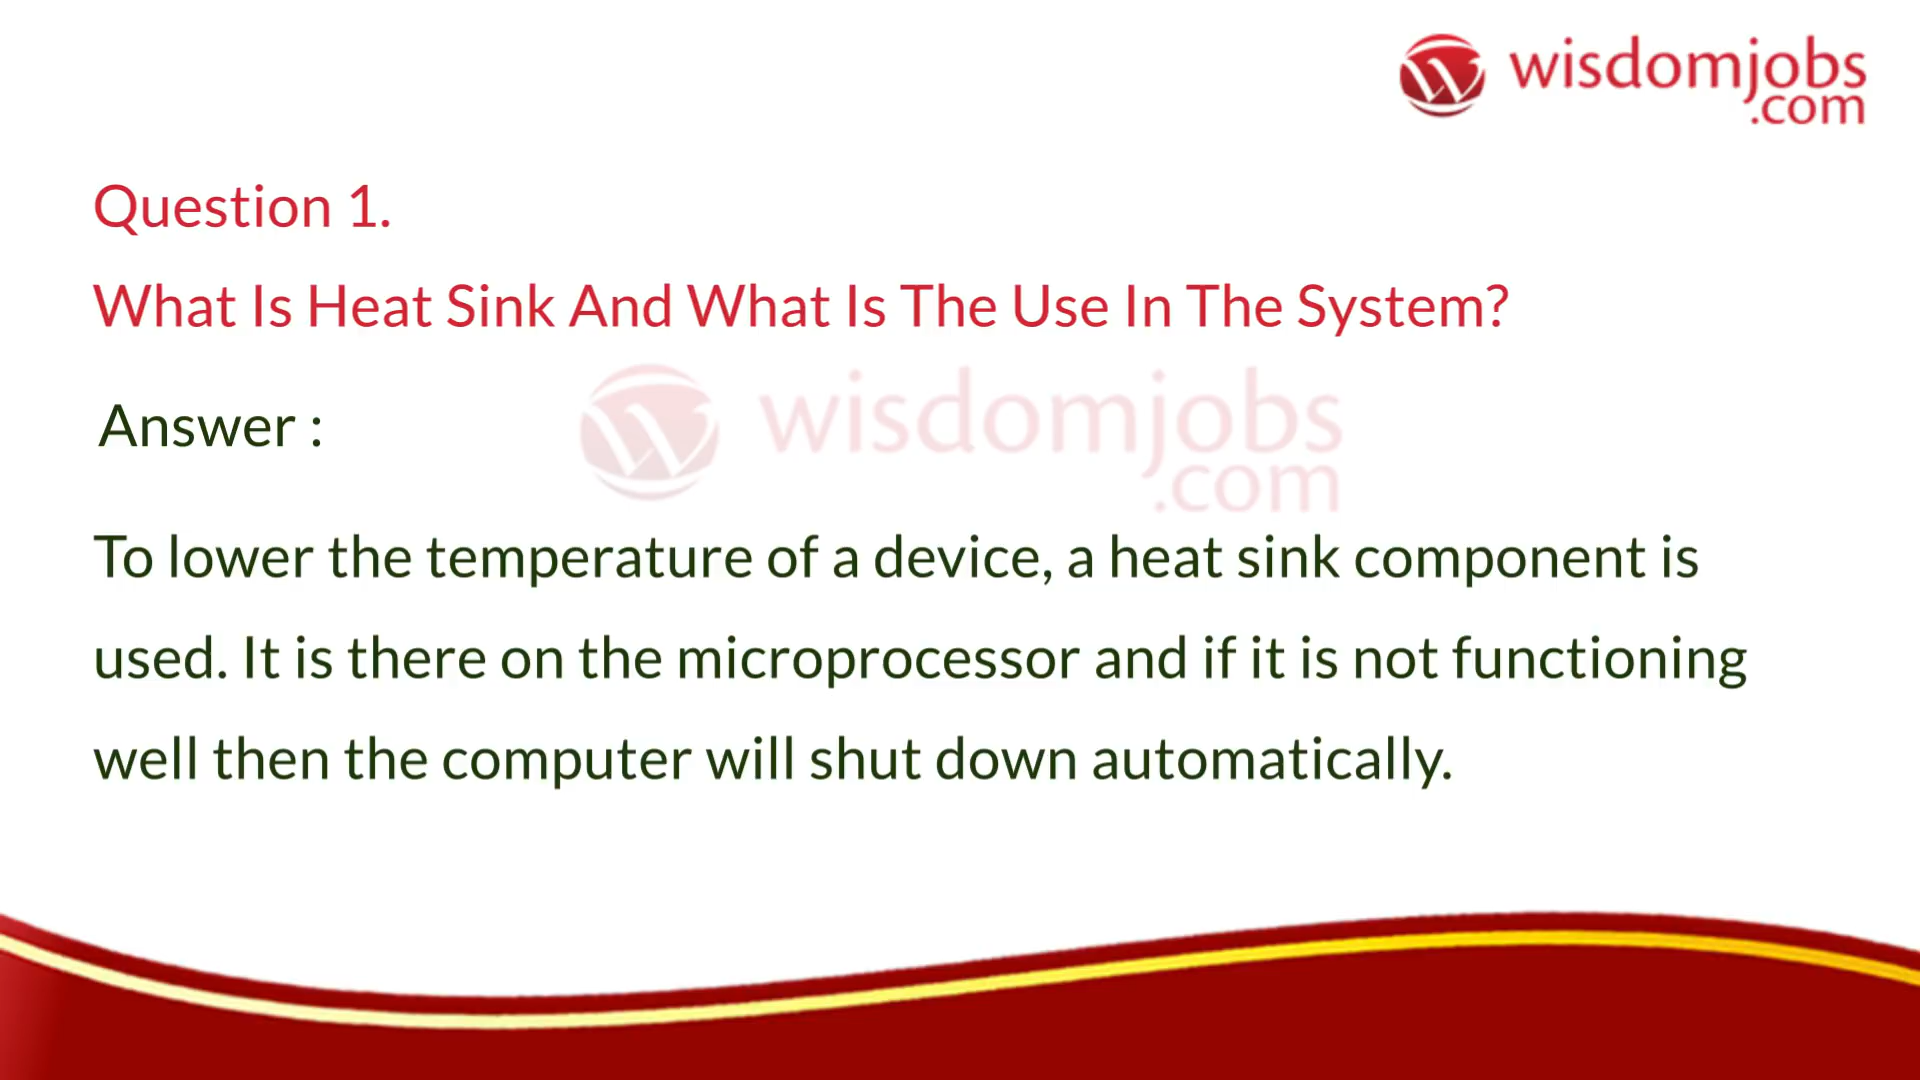 wisdomjobs
.com
Question 1.
What Is Heat Sink And What Is The Use In The System?
Answer :
wisdomjobs
.com
To lower the temperature of a device, a heat sink component is
used. It is there on the microprocessor and if it is not functioning
well then the computer will shut down automatically.